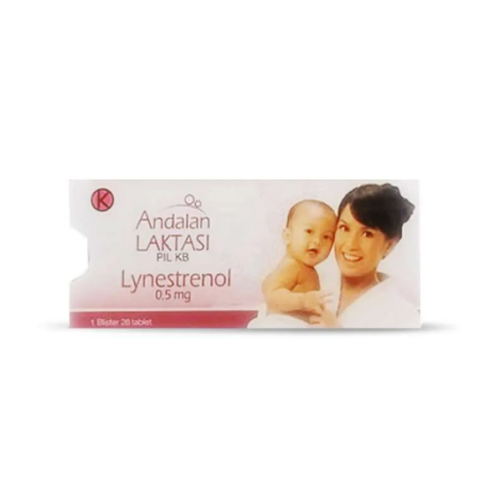 K
Andalan
LAKTASI
PIL KB
Lynestrenol
0,5 mg
1 Blister 28 tablet